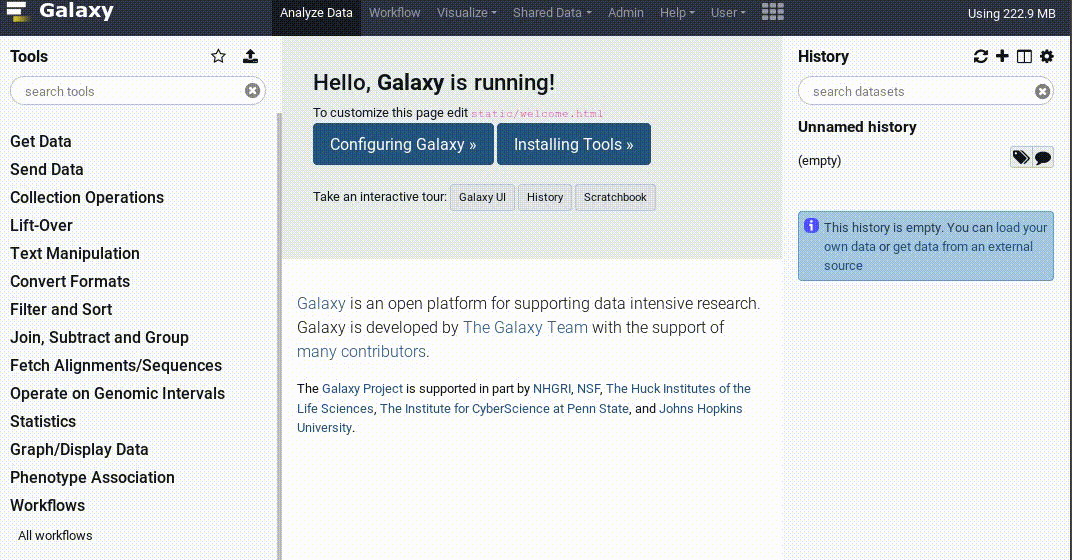 Galaxy
Analyze Data Workflow Visualize Shared Data Admin Help User
Using 222.9 MB
Tools
search tools
Get Data
Send Data
Collection Operations
Lift-Over
Text Manipulation
Convert Formats
Filter and Sort
Join, Subtract and Group
Fetch Alignments/Sequences
Operate on Genomic Intervals
Statistics
Graph/Display Data
Phenotype Association
Workflows
All workflows
Hello, Galaxy is running!
To customize this page edit static/welcome.html
Configuring Galaxy » Installing Tools »
Take an interactive tour: Galaxy UI History Scratchbook
Galaxy is an open platform for supporting data intensive research.
Galaxy is developed by The Galaxy Team with the support of
many contributors.
The Galaxy Project is supported in part by NHGRI, NSF, The Huck Institutes of the
Life Sciences, The Institute for CyberScience at Penn State, and Johns Hopkins
University.
History
search datasets
Unnamed history
(empty)
This history is empty. You can load your
own data or get data from an external
source